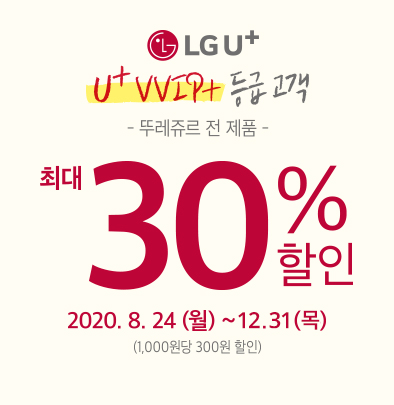 LG U+
U+ VVIP+ 등급 고객
- 뚜레쥬르 전 제품 -
최대 30% 할인
2020. 8. 24 (월) ~12.31(목)
(1,000원당 300원 할인)